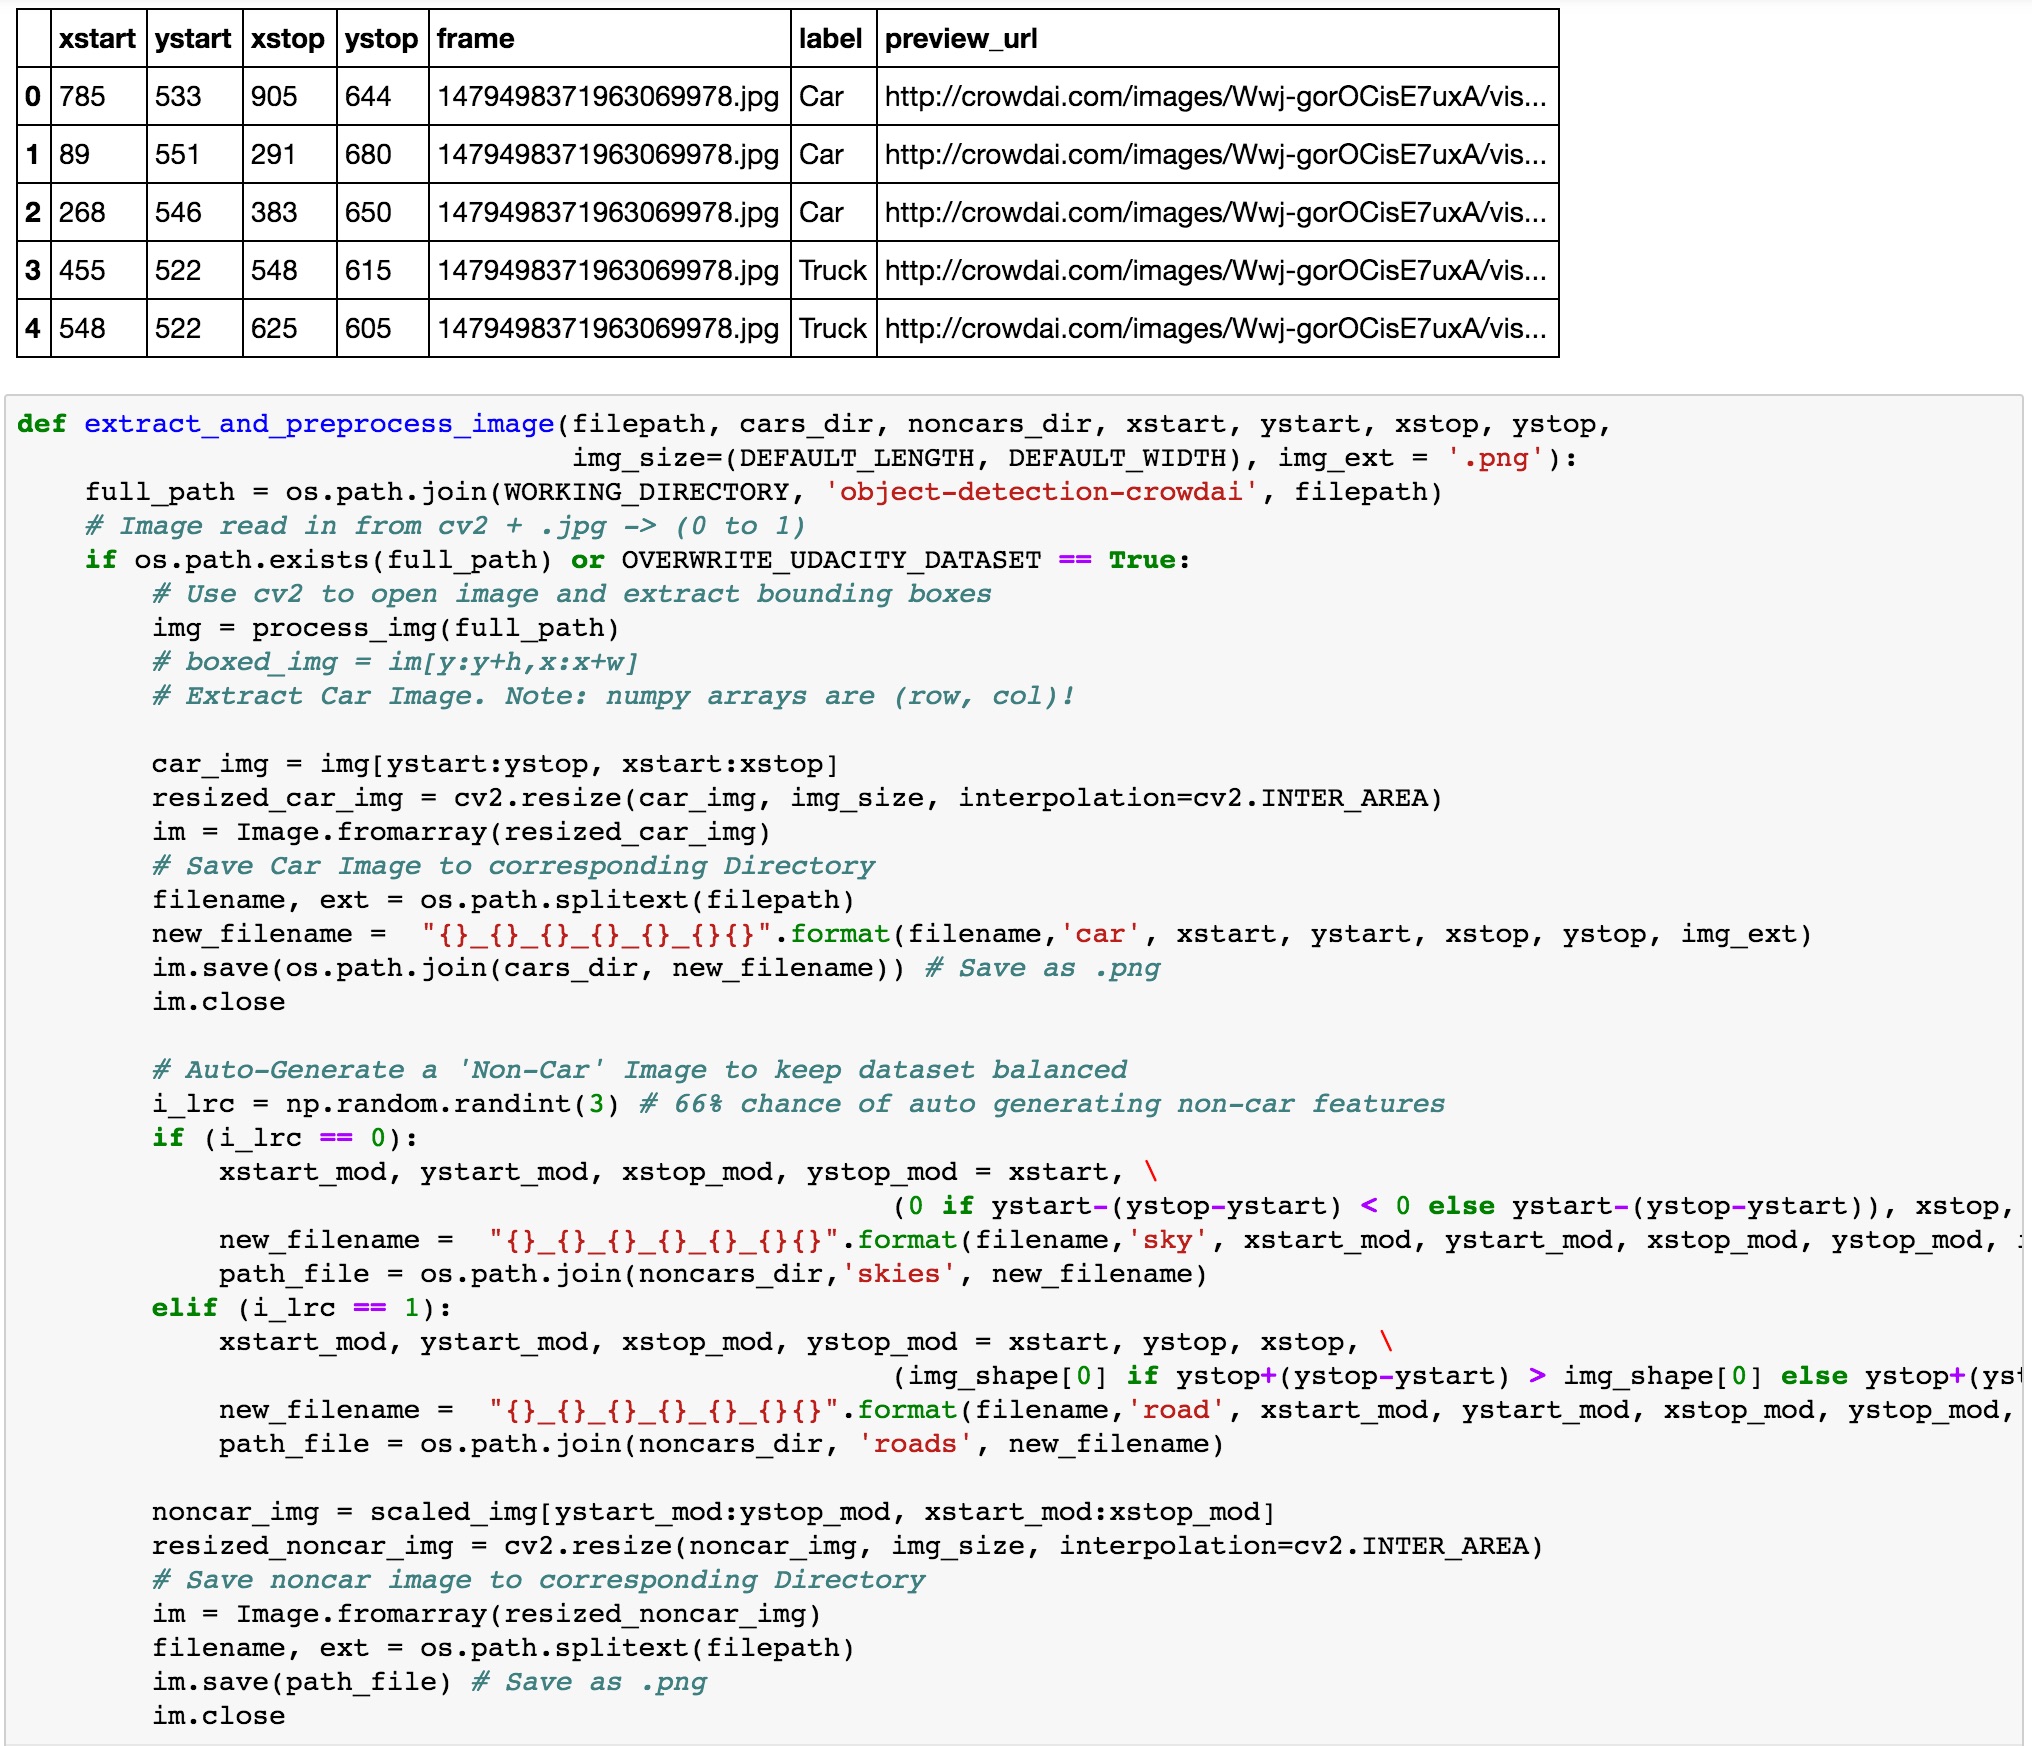 xstart ystart xstop ystop frame label preview_url
0 785 533 905 644 1479498371963069978.jpg Car http://crowdai.com/images/Wwj-gorOCisE7uxA/vis...
1 89 551 291 680 1479498371963069978.jpg Car http://crowdai.com/images/Wwj-gorOCisE7uxA/vis...
2 268 546 383 650 1479498371963069978.jpg Car http://crowdai.com/images/Wwj-gorOCisE7uxA/vis...
3 455 522 548 615 1479498371963069978.jpg Truck http://crowdai.com/images/Wwj-gorOCisE7uxA/vis...
4 548 522 625 605 1479498371963069978.jpg Truck http://crowdai.com/images/Wwj-gorOCisE7uxA/vis...
def extract_and_preprocess_image(filepath, cars_dir, noncars_dir, xstart, ystart, xstop, ystop,
img_size=(DEFAULT_LENGTH, DEFAULT_WIDTH), img_ext = '.png'):
full_path = os.path.join(WORKING_DIRECTORY, 'object-detection-crowdai', filepath)
# Image read in from cv2 + .jpg -> (0 to 1)
if os.path.exists(full_path) or OVERWRITE_UDACITY_DATASET == True:
# Use cv2 to open image and extract bounding boxes
img = process_img(full_path)
# boxed_img = im[y:y+h,x:x+w]
# Extract Car Image. Note: numpy arrays are (row, col)!
car_img = img[ystart:ystop, xstart:xstop]
resized_car_img = cv2.resize(car_img, img_size, interpolation=cv2.INTER_AREA)
im = Image.fromarray(resized_car_img)
# Save Car Image to corresponding Directory
filename, ext = os.path.splitext(filepath)
new_filename =  "{}_{}_{}_{}_{}_{}{}".format(filename,'car', xstart, ystart, xstop, ystop, img_ext)
im.save(os.path.join(cars_dir, new_filename)) # Save as .png
im.close
# Auto-Generate a 'Non-Car' Image to keep dataset balanced
i_lrc = np.random.randint(3) # 66% chance of auto generating non-car features
if (i_lrc == 0):
xstart_mod, ystart_mod, xstop_mod, ystop_mod = xstart, \
(0 if ystart-(ystop-ystart) < 0 else ystart-(ystop-ystart)), xstop,
new_filename =  "{}_{}_{}_{}_{}_{}{}".format(filename,'sky', xstart_mod, ystart_mod, xstop_mod, ystop_mod,
path_file = os.path.join(noncars_dir,'skies', new_filename)
elif (i_lrc == 1):
xstart_mod, ystart_mod, xstop_mod, ystop_mod = xstart, ystop, xstop, \
(img_shape[0] if ystop+(ystop-ystart) > img_shape[0] else ystop+(yst
new_filename =  "{}_{}_{}_{}_{}_{}{}".format(filename,'road', xstart_mod, ystart_mod, xstop_mod, ystop_mod,
path_file = os.path.join(noncars_dir, 'roads', new_filename)
noncar_img = scaled_img[ystart_mod:ystop_mod, xstart_mod:xstop_mod]
resized_noncar_img = cv2.resize(noncar_img, img_size, interpolation=cv2.INTER_AREA)
# Save noncar image to corresponding Directory
im = Image.fromarray(resized_noncar_img)
filename, ext = os.path.splitext(filepath)
im.save(path_file) # Save as .png
im.close